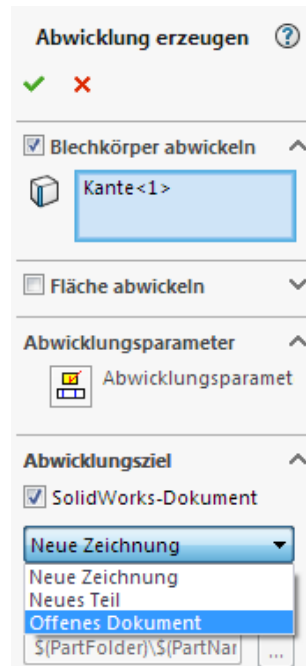 Abwicklung erzeugen
Blechkörper abwickeln
Kante<1>
Fläche abwickeln
Abwicklungsparameter
Abwicklungsparamet
Abwicklungsziel
SolidWorks-Dokument
Neue Zeichnung
Neue Zeichnung
Neues Teil
Offenes Dokument
$(PartFolder)\$(PartNar
...